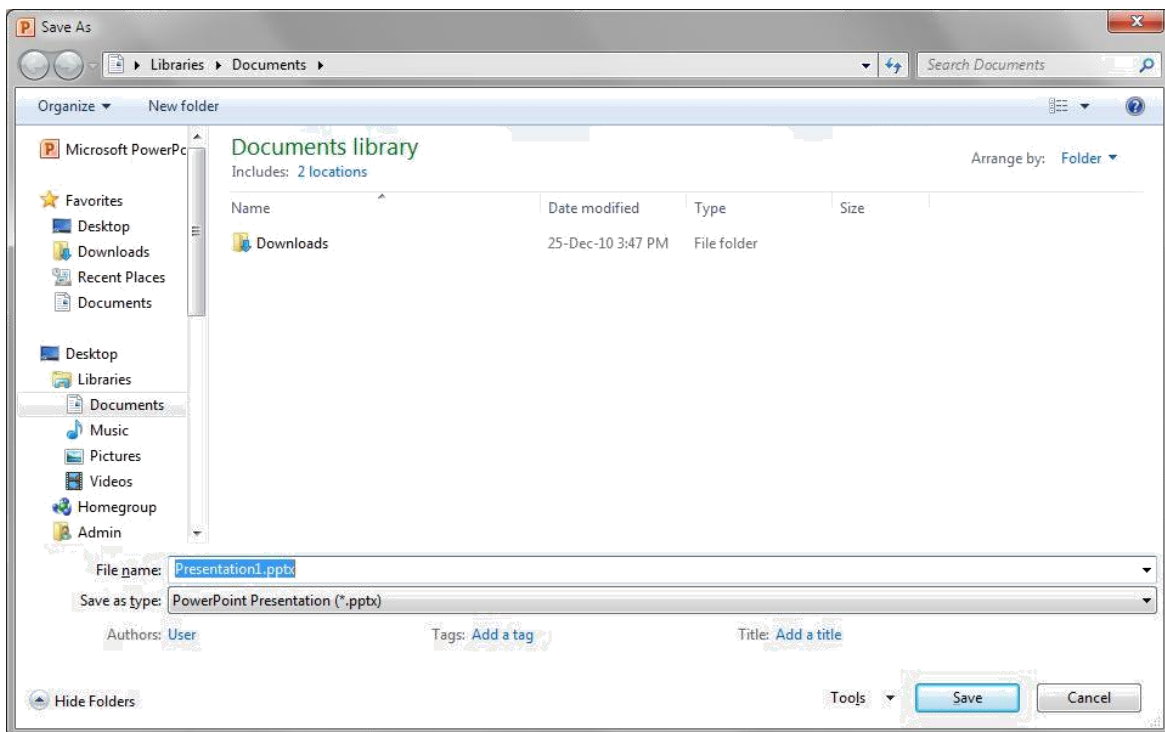 Save As
Libraries Documents
Search Documents
Organize New folder
Microsoft PowerPc
Favorites
Desktop
Downloads
Recent Places
Documents
Desktop
Libraries
Documents
Music
Pictures
Videos
Homegroup
Admin
Documents library
Includes: 2 locations
Arrange by: Folder
Name Date modified Type Size
Downloads 25-Dec-10 3:47 PM File folder
File name: Presentation1.pptx
Save as type: PowerPoint Presentation (*.pptx)
Authors: User Tags: Add a tag Title: Add a title
Hide Folders Tools Save Cancel